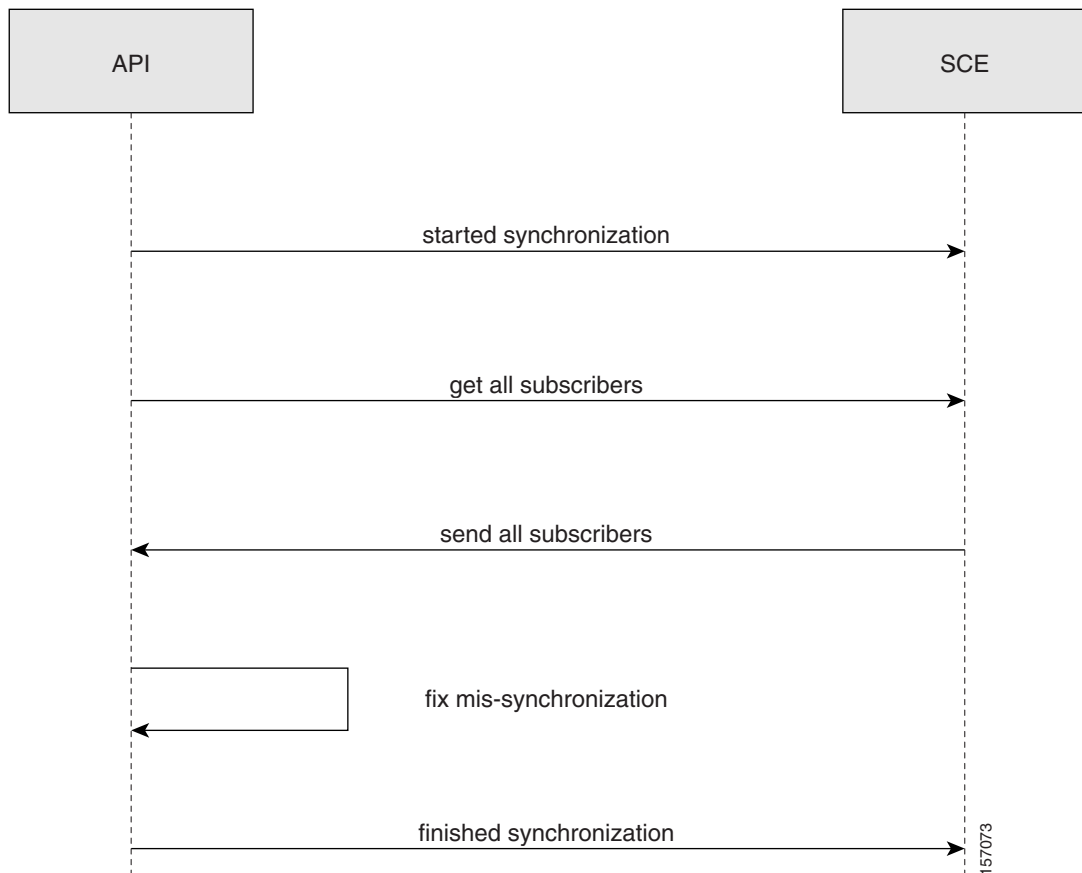 API
SCE
started synchronization
get all subscribers
send all subscribers
fix mis-synchronization
finished synchronization
157073